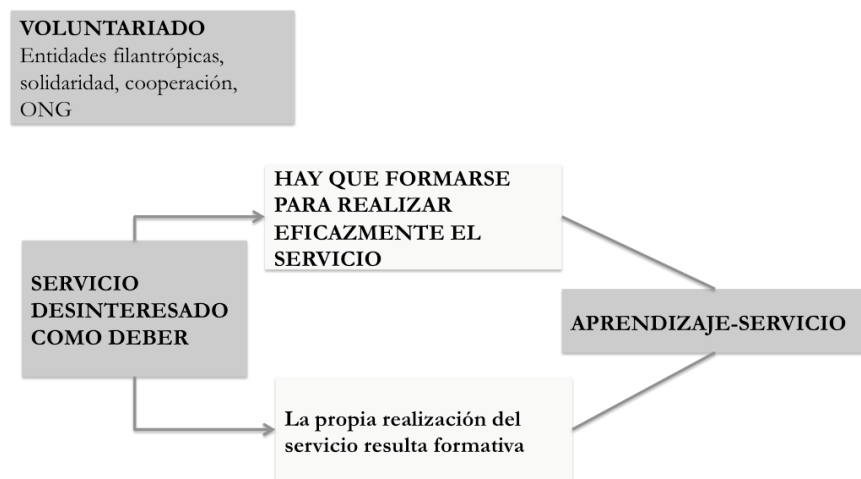 VOLUNTARIADO
Entidades filantrópicas,
solidaridad, cooperación,
ONG
HAY QUE FORMARSE
PARA REALIZAR
EFICAZMENTE EL
SERVICIO
SERVICIO
DESINTERESADO
COMO DEBER
APRENDIZAJE-SERVICIO
La propia realización del
servicio resulta formativa